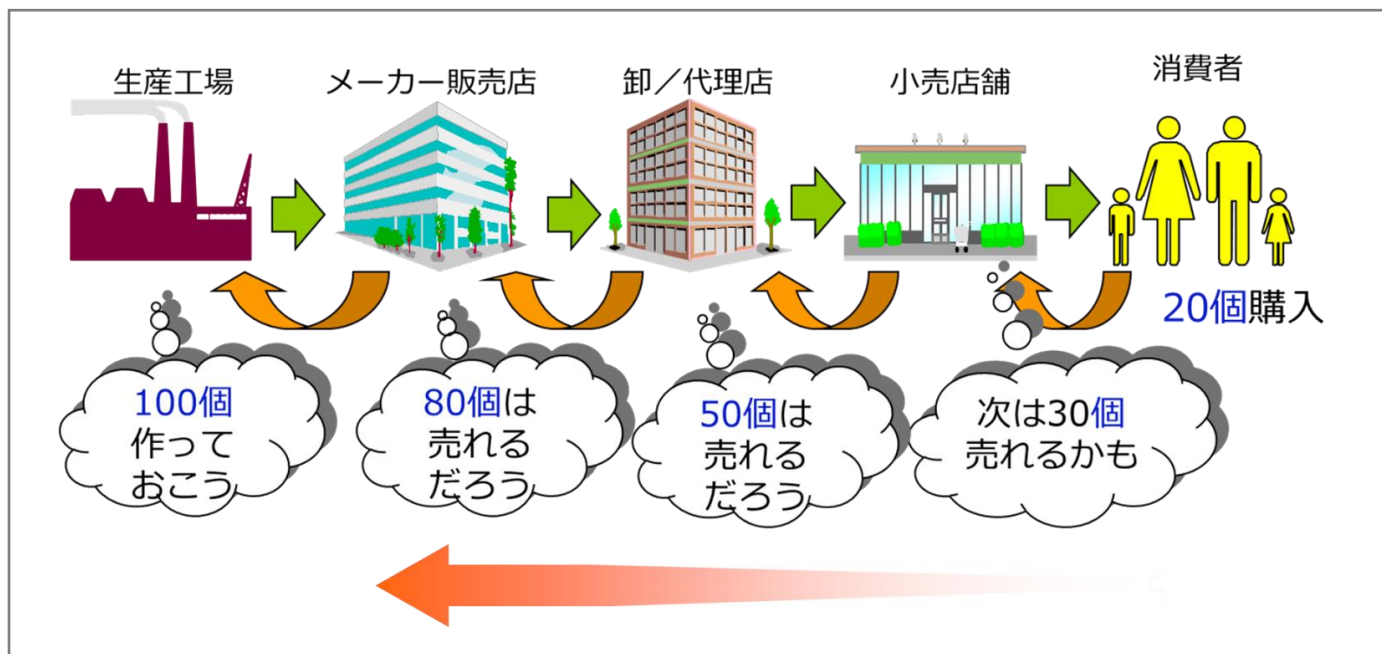 生産工場
メーカー販売店
卸／代理店
小売店舗
消費者
20個購入
100個
作って
おこう
80個は
売れる
だろう
50個は
売れる
だろう
次は30個
売れるかも